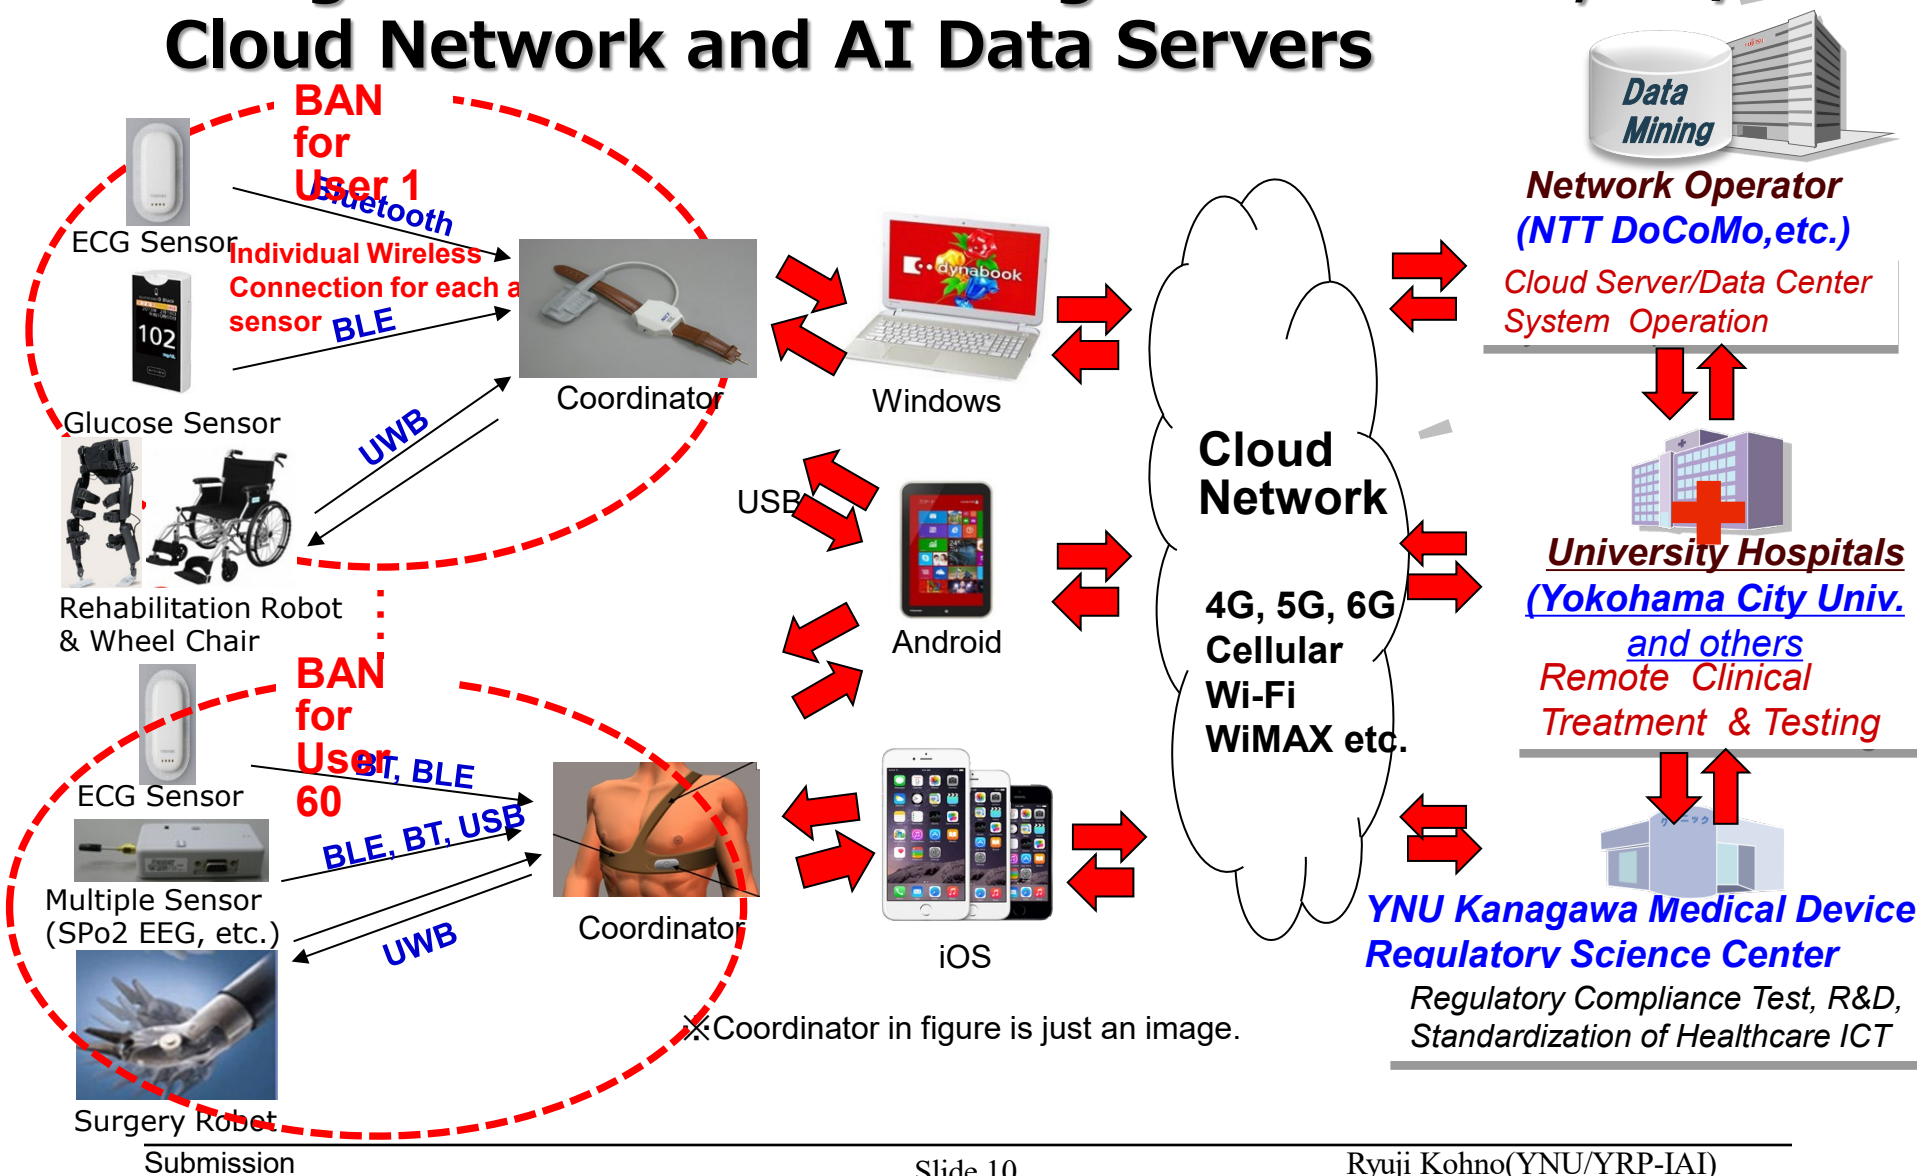 Cloud Network and AI Data Servers
BAN
for
User 1
Bluetooth
ECG Sensor
Individual Wireless
Connection for each a
sensor
BLE
102
Glucose Sensor
UWB
Rehabilitation Robot
& Wheel Chair
Coordinator
dynabook
Windows
USB
Android
BAN
for
User
60
BT, BLE
ECG Sensor
BLE, BT, USB
Multiple Sensor
(SPo2 EEG, etc.)
UWB
Surgery Robot
Coordinator
iOS
※Coordinator in figure is just an image.
Cloud
Network
4G, 5G, 6G
Cellular
Wi-Fi
WiMAX etc.
Data
Mining
Network Operator
(NTT DoCoMo,etc.)
Cloud Server/Data Center
System Operation
University Hospitals
(Yokohama City Univ.
and others
Remote Clinical
Treatment & Testing
YNU Kanagawa Medical Device
Regulatory Science Center
Regulatory Compliance Test, R&D,
Standardization of Healthcare ICT
Submission
Slide 10
Ryuji Kohno(YNU/YRP-IAI)